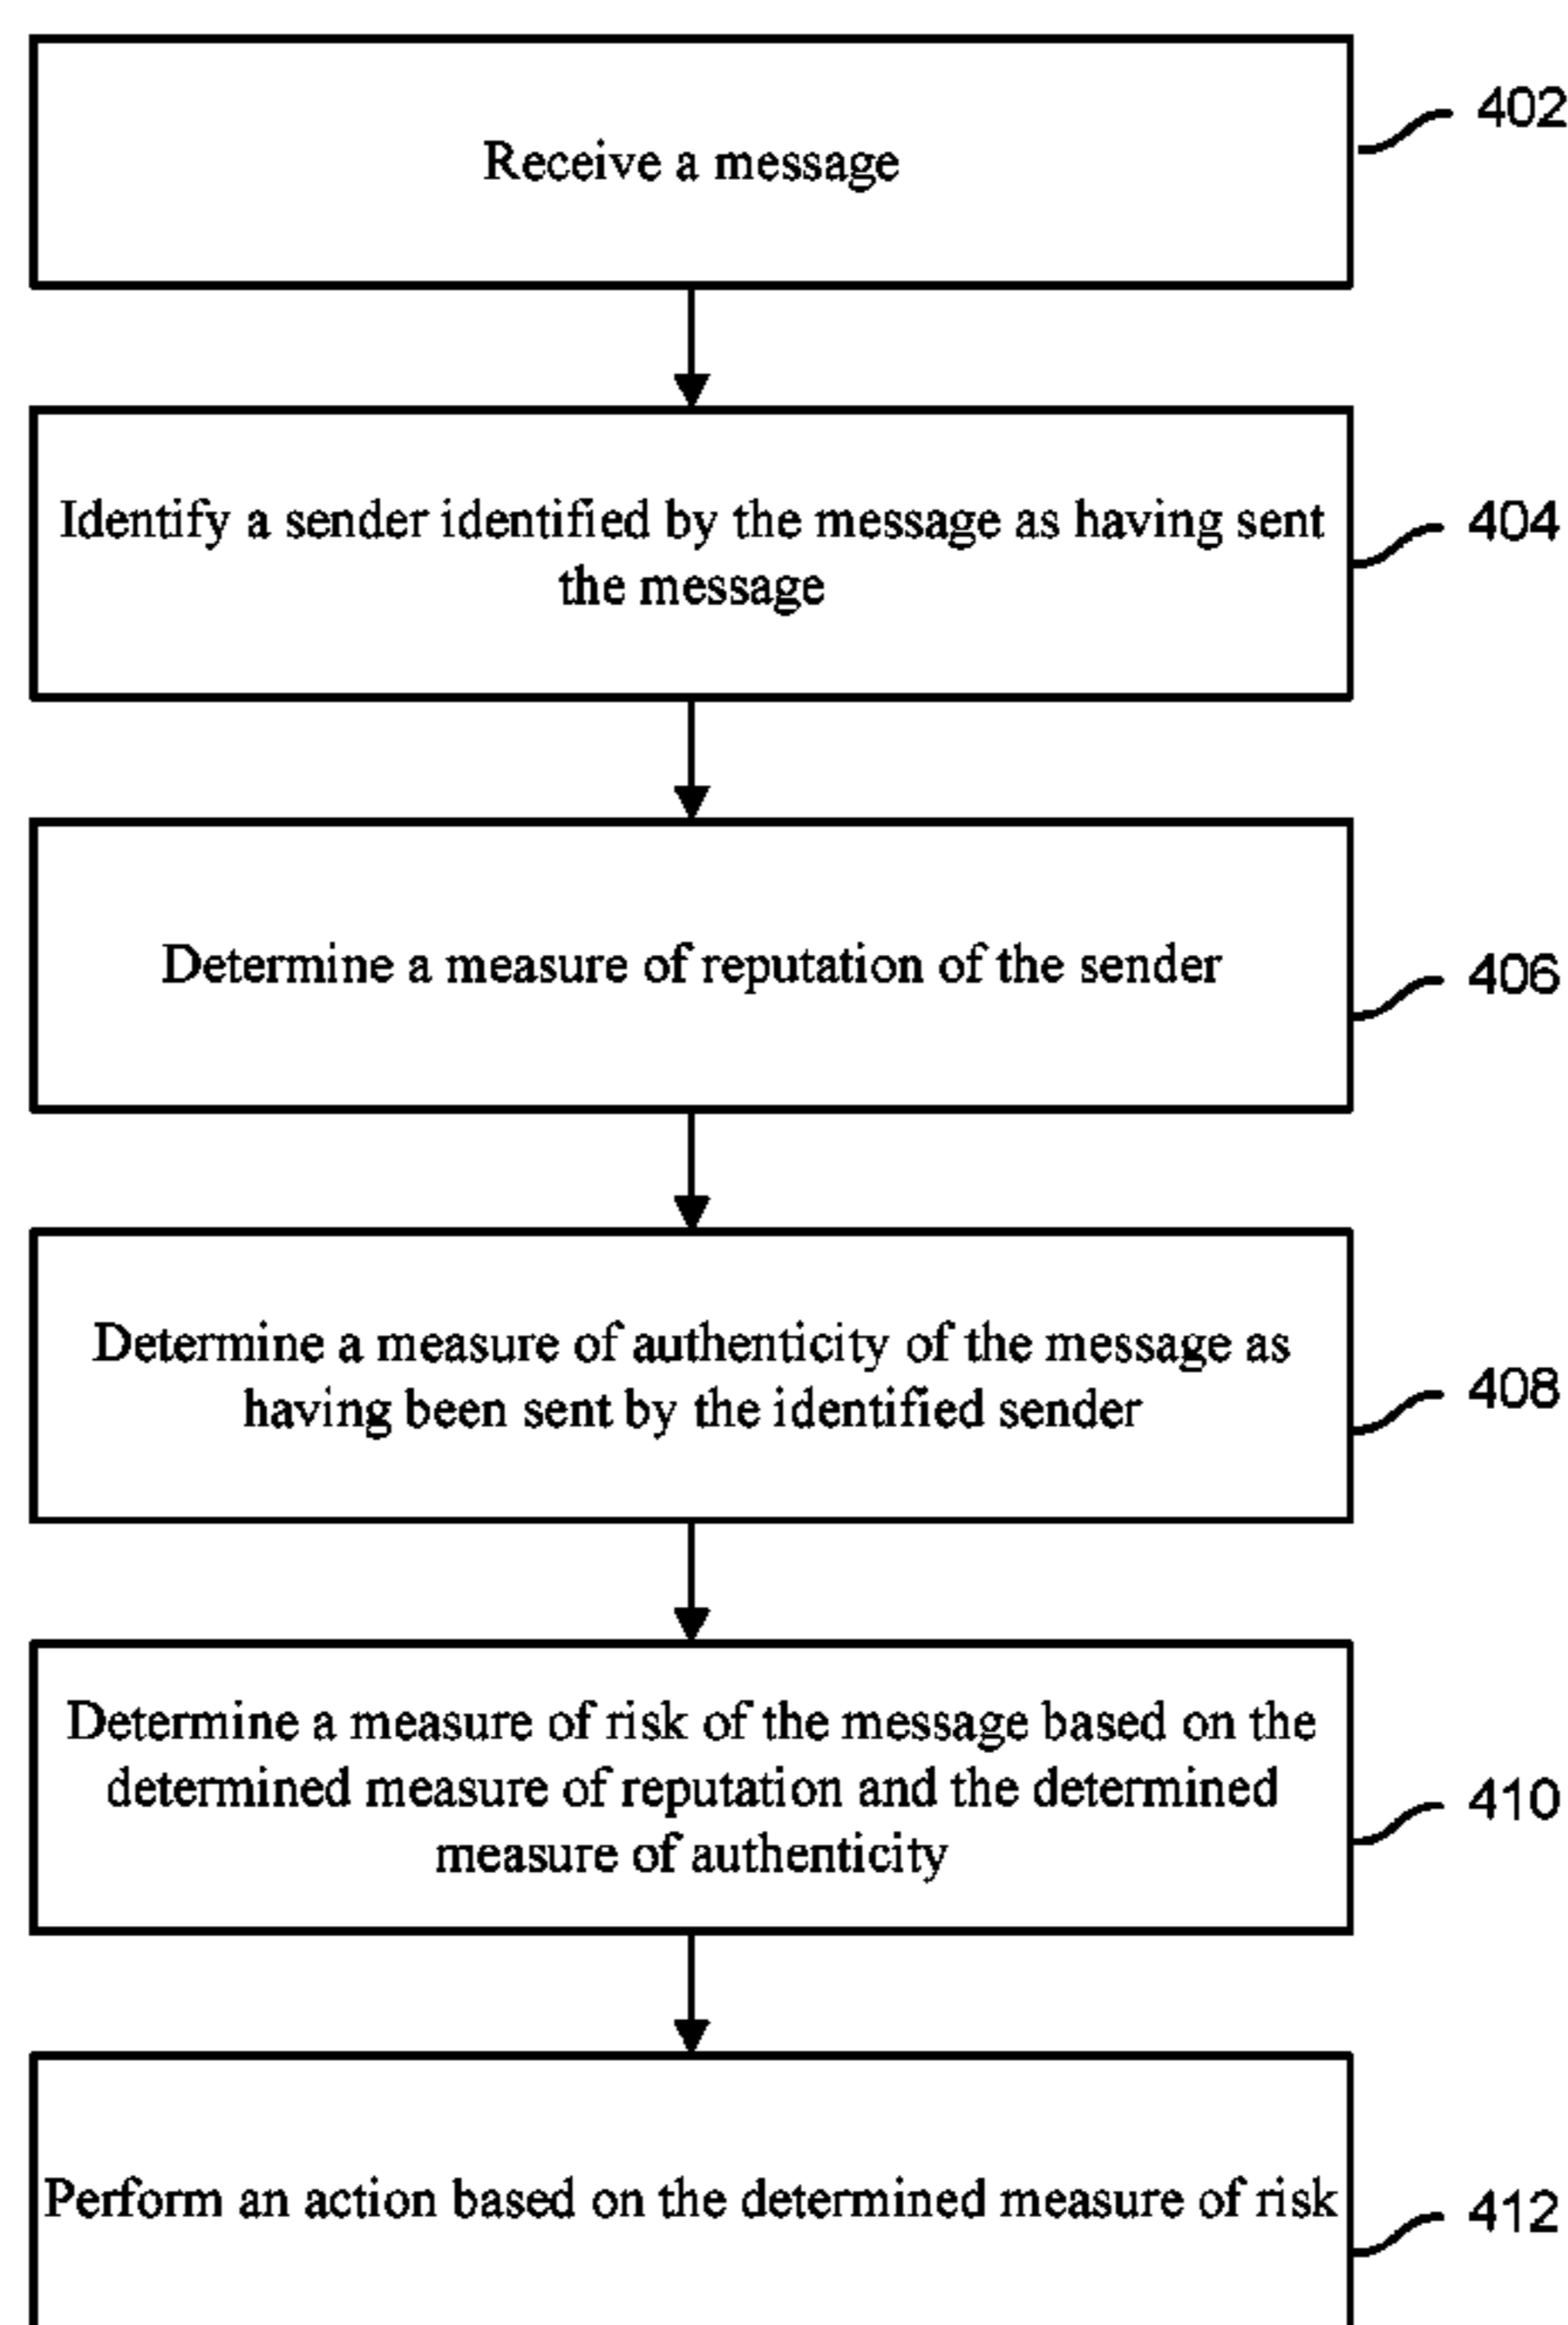 Receive a message
402
Identify a sender identified by the message as having sent
the message
404
Determine a measure of reputation of the sender
406
Determine a measure of authenticity of the message as
having been sent by the identified sender
408
Determine a measure of risk of the message based on the
determined measure of reputation and the determined
measure of authenticity
410
Perform an action based on the determined measure of risk
412